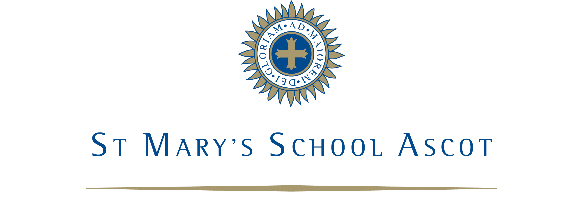 AD • MAIOREM • DEI • GLORIAM •
ST MARY'S SCHOOL ASCOT